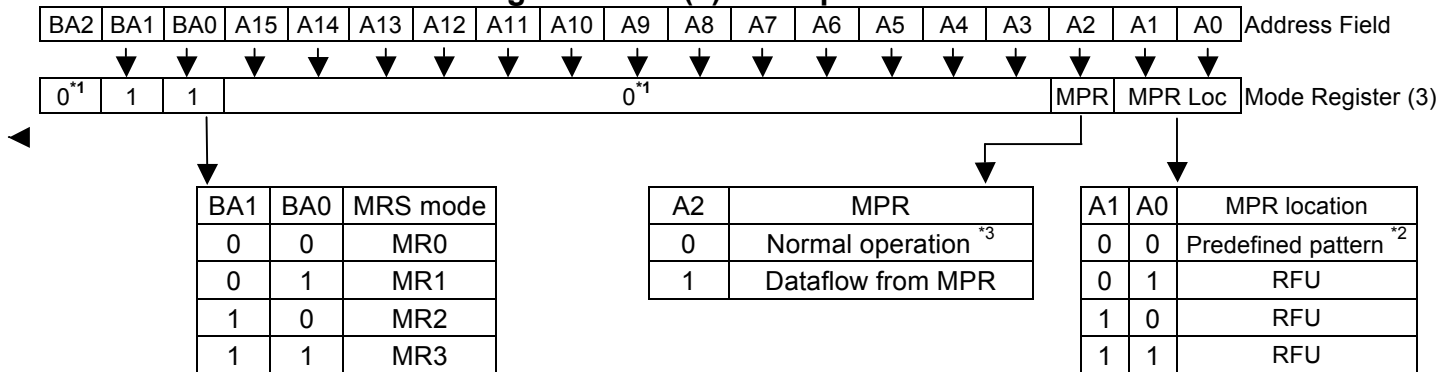 BA2 BA1 BA0 A15 A14 A13 A12 A11 A10 A9 A8 A7 A6 A5 A4 A3 A2 A1 A0 Address Field
0*1 1 1 0*1 MPR MPR Loc Mode Register (3)
BA1 BA0 MRS mode
0 0 MR0
0 1 MR1
1 0 MR2
1 1 MR3
A2 MPR
0 Normal operation *3
1 Dataflow from MPR
A1 A0 MPR location
0 0 Predefined pattern *2
0 1 RFU
1 0 RFU
1 1 RFU